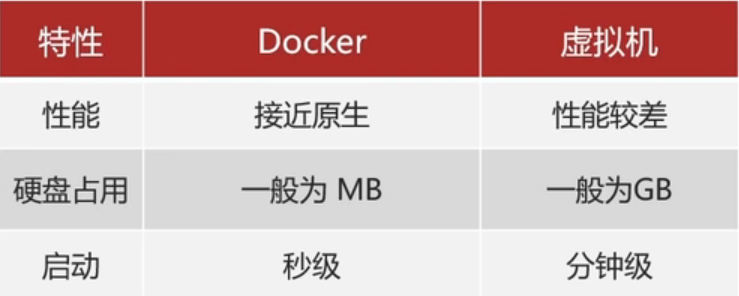 特性 Docker 虚拟机
性能 接近原生 性能较差
硬盘占用 一般为 MB 一般为GB
启动 秒级 分钟级